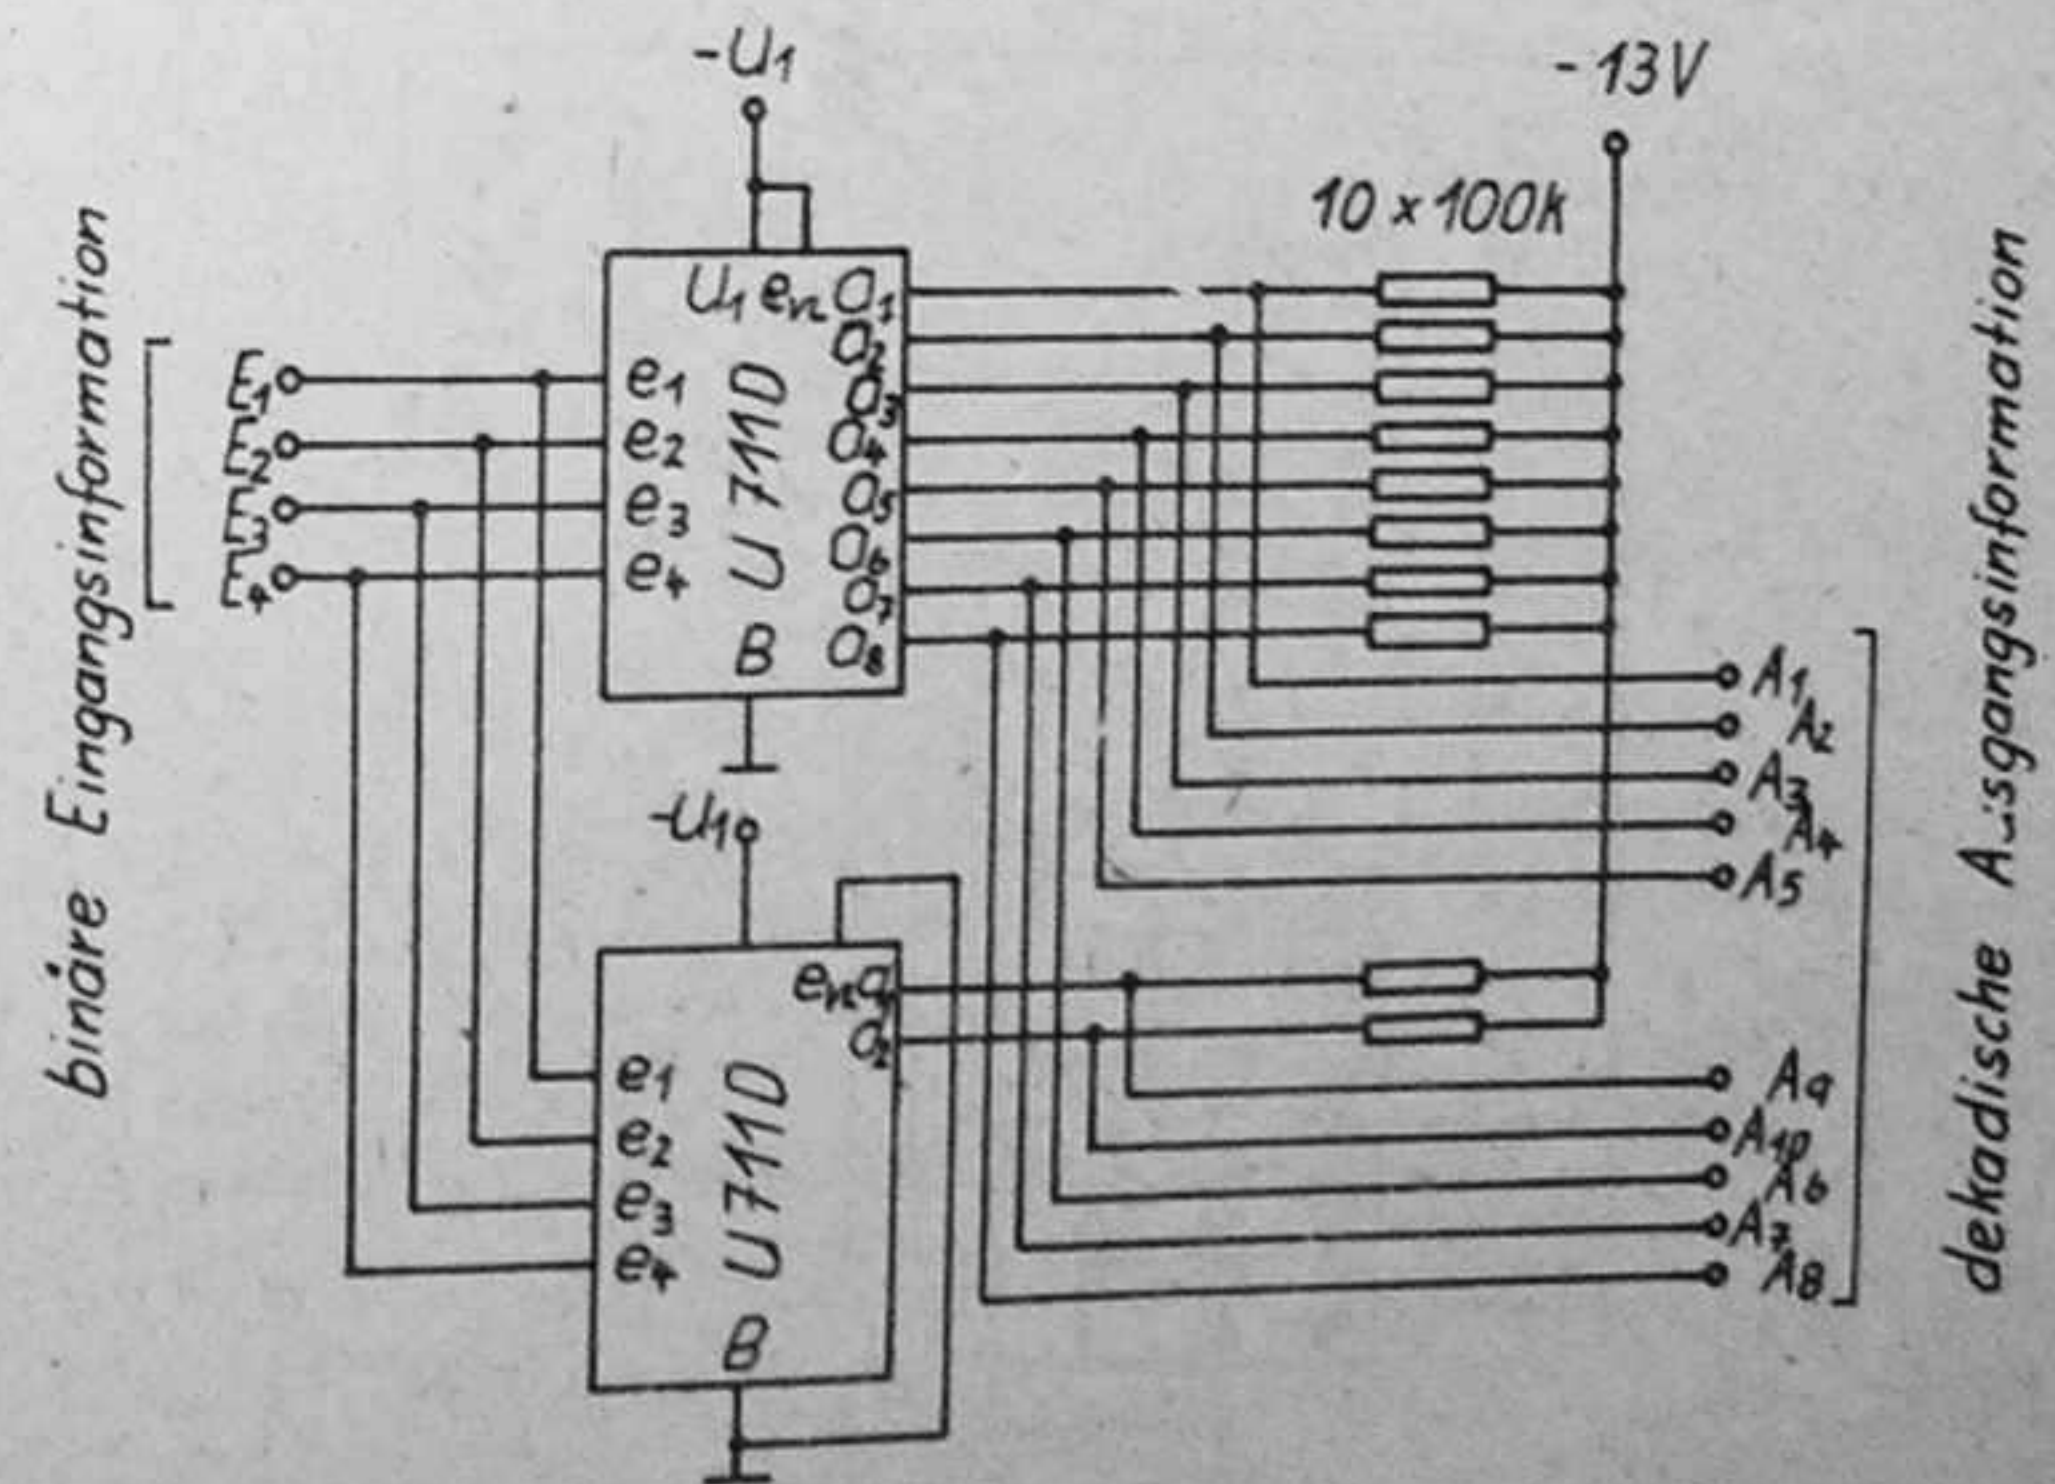 -U1
-13V
10 x 100k
binäre Eingangsinformation
E1
E2
E3
E4
U1 en O1
O2
O3
O4
O5
O6
O7
O8
e1
e2
e3
e4
U 711D
B
A1
A2
A3
A4
A5
-U1
en O1
O2
e1
e2
e3
e4
U711D
B
A9
A10
A6
A7
A8
dekadische Ausgangsinformation